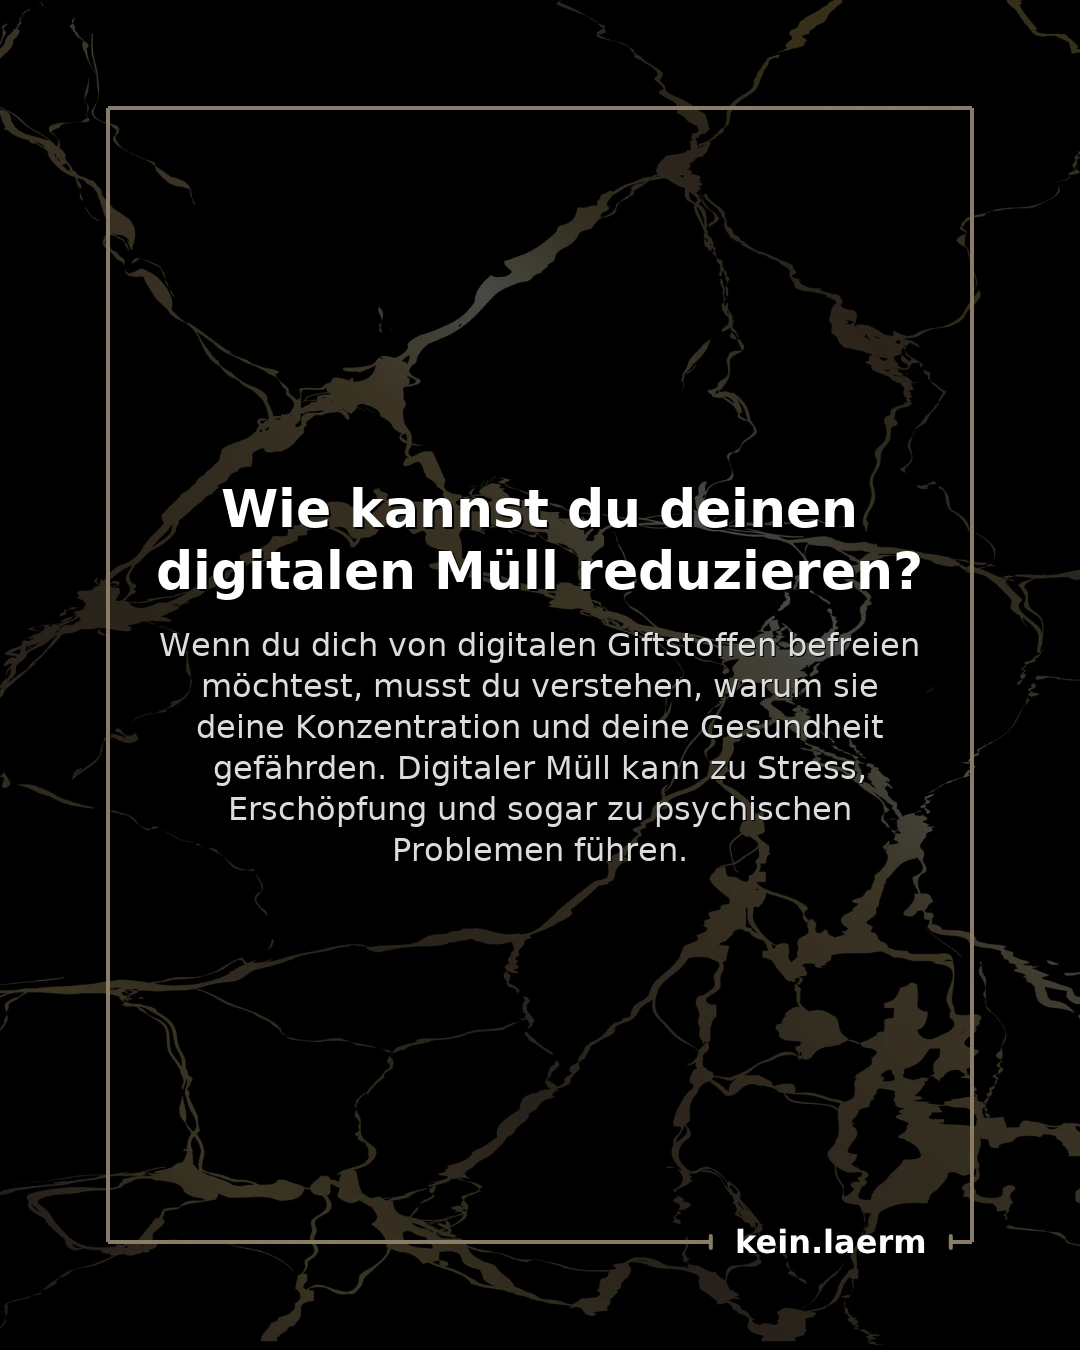 Wie kannst du deinen
digitalen Müll reduzieren?
Wenn du dich von digitalen Giftstoffen befreien
möchtest, musst du verstehen, warum sie
deine Konzentration und deine Gesundheit
gefährden. Digitaler Müll kann zu Stress,
Erschöpfung und sogar zu psychischen
Problemen führen.
kein.laerm